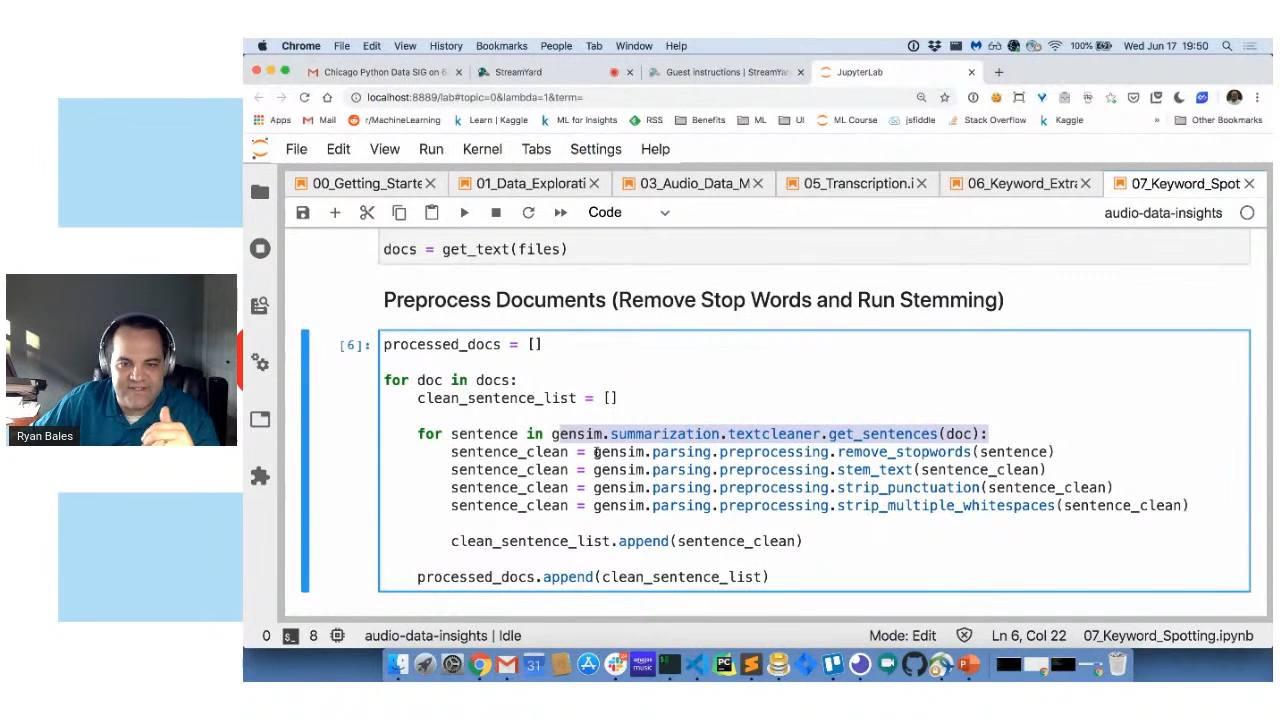 Chrome File Edit View History Bookmarks People Tab Window Help 100% Wed Jun 17 19:50
Chicago Python Data SIG on 6 StreamYard Guest instructions | StreamYar JupyterLab
localhost:8889/lab#topic=0&lambda=1&term=
Apps Mail r/MachineLearning Learn | Kaggle ML for Insights RSS Benefits ML UI ML Course jsfiddle Stack Overflow Kaggle » Other Bookmarks
File Edit View Run Kernel Tabs Settings Help
00_Getting_Starte 01_Data_Explorati 03_Audio_Data_M 05_Transcription.i 06_Keyword_Extra 07_Keyword_Spot
Code audio-data-insights
docs = get_text(files)
Preprocess Documents (Remove Stop Words and Run Stemming)
[6]: processed_docs = []
for doc in docs:
clean_sentence_list = []
for sentence in gensim.summarization.textcleaner.get_sentences(doc):
sentence_clean = gensim.parsing.preprocessing.remove_stopwords(sentence)
sentence_clean = gensim.parsing.preprocessing.stem_text(sentence_clean)
sentence_clean = gensim.parsing.preprocessing.strip_punctuation(sentence_clean)
sentence_clean = gensim.parsing.preprocessing.strip_multiple_whitespaces(sentence_clean)
clean_sentence_list.append(sentence_clean)
processed_docs.append(clean_sentence_list)
Ryan Bales
0 8 audio-data-insights | Idle Mode: Edit Ln 6, Col 22 07_Keyword_Spotting.ipynb
31 amazon music PC